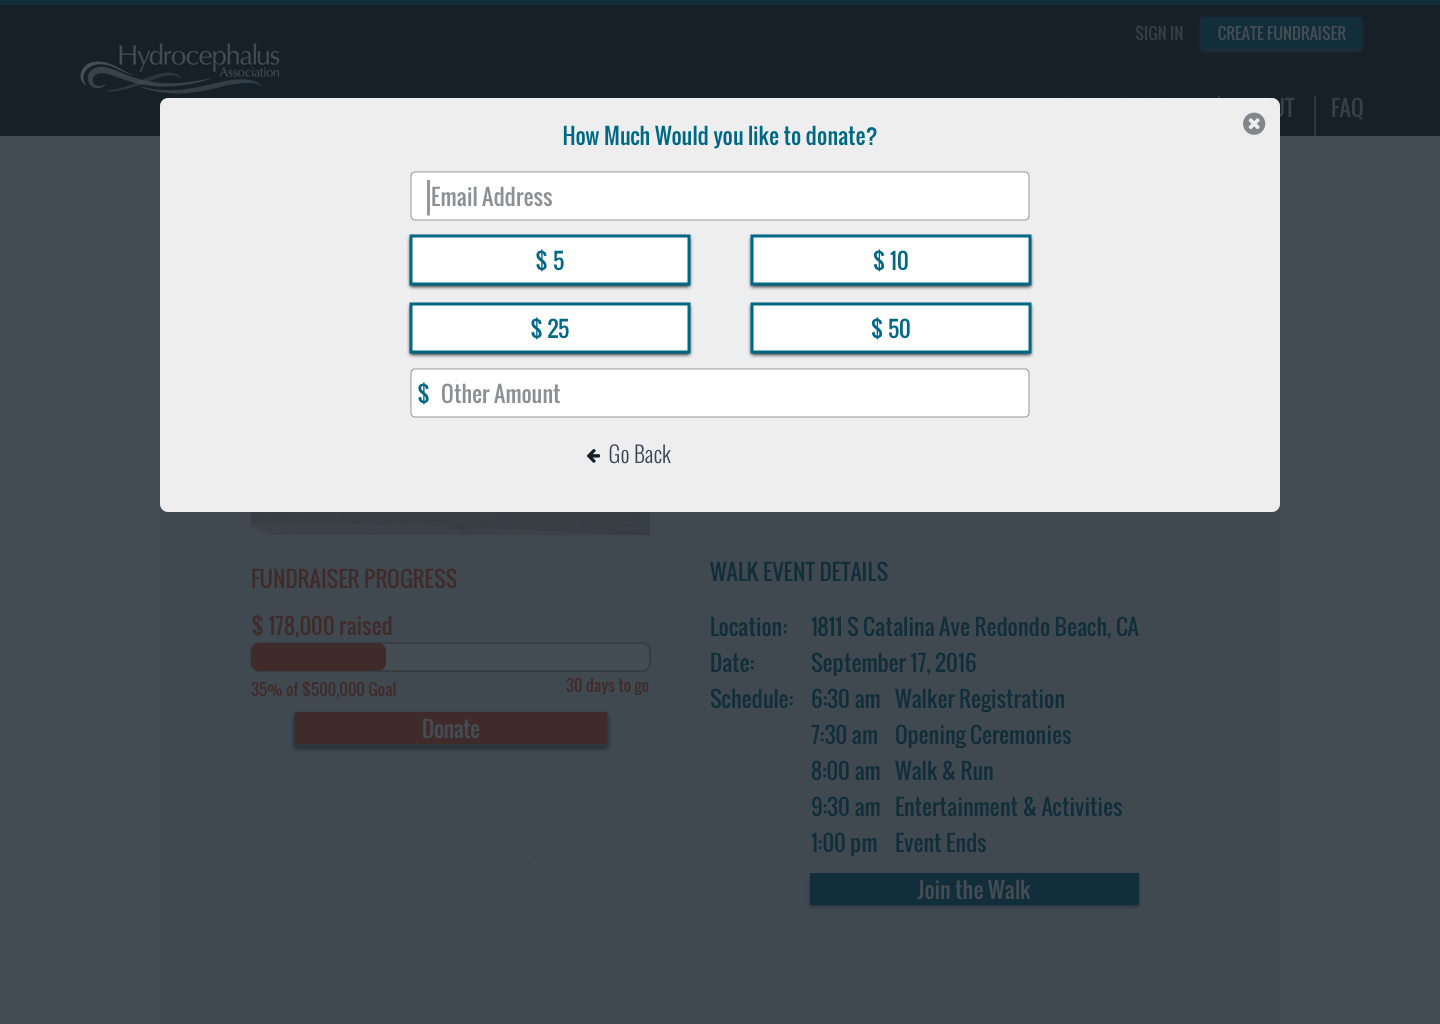 SIGN IN
CREATE FUNDRAISER
Hydrocephalus
Association
FAQ
How Much Would you like to donate?
Email Address
$ 5
$ 10
$ 25
$ 50
$ Other Amount
Go Back
FUNDRAISER PROGRESS
$ 178,000 raised
35% of $500,000 Goal
30 days to go
Donate
WALK EVENT DETAILS
Location: 1811 S Catalina Ave Redondo Beach, CA
Date: September 17, 2016
Schedule: 6:30 am Walker Registration
7:30 am Opening Ceremonies
8:00 am Walk & Run
9:30 am Entertainment & Activities
1:00 pm Event Ends
Join the Walk